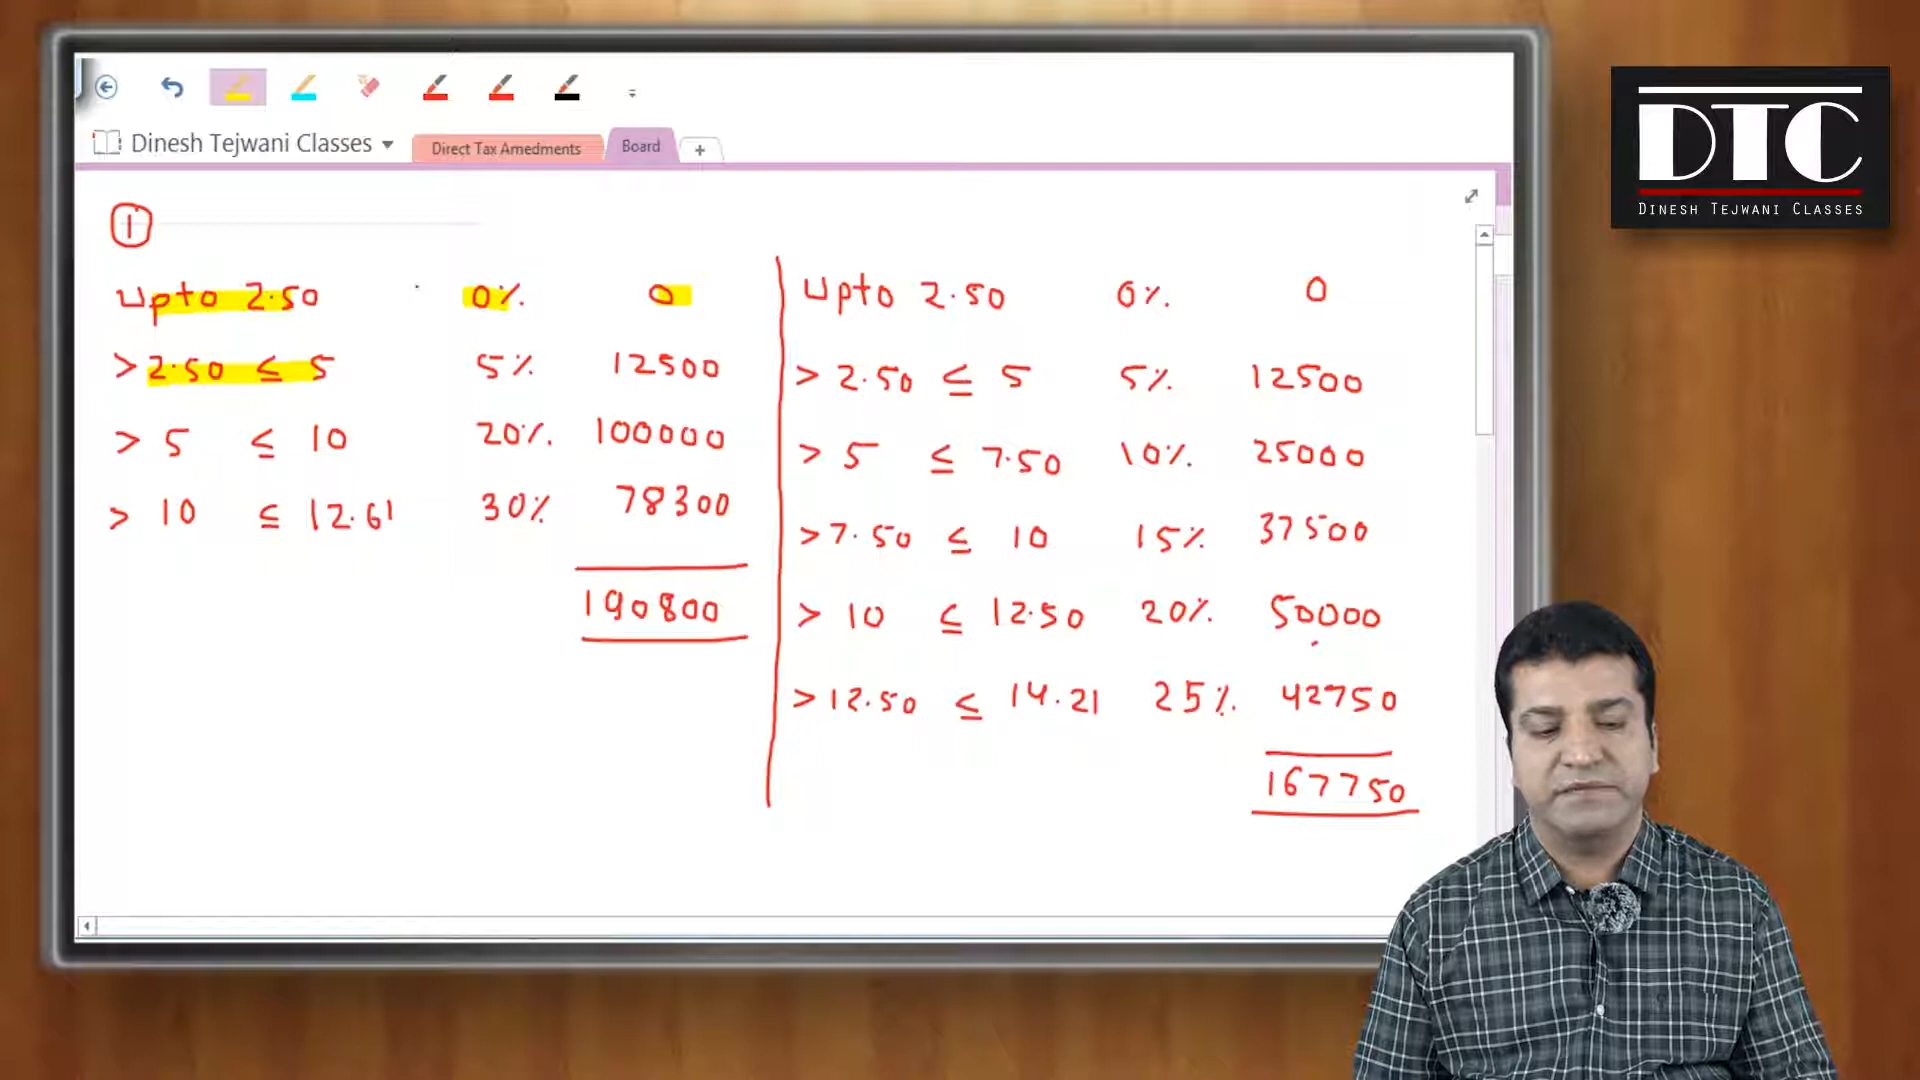 Dinesh Tejwani Classes
Direct Tax Amedments
Board
+
DTC
DINESH TEJWANI CLASSES
1
Upto 2.50 0% 0
> 2.50 ≤ 5 5% 12500
> 5 ≤ 10 20% 100000
> 10 ≤ 12.61 30% 78300
190800
Upto 2.50 0% 0
> 2.50 ≤ 5 5% 12500
> 5 ≤ 7.50 10% 25000
> 7.50 ≤ 10 15% 37500
> 10 ≤ 12.50 20% 50000
> 12.50 ≤ 14.21 25% 42750
167750